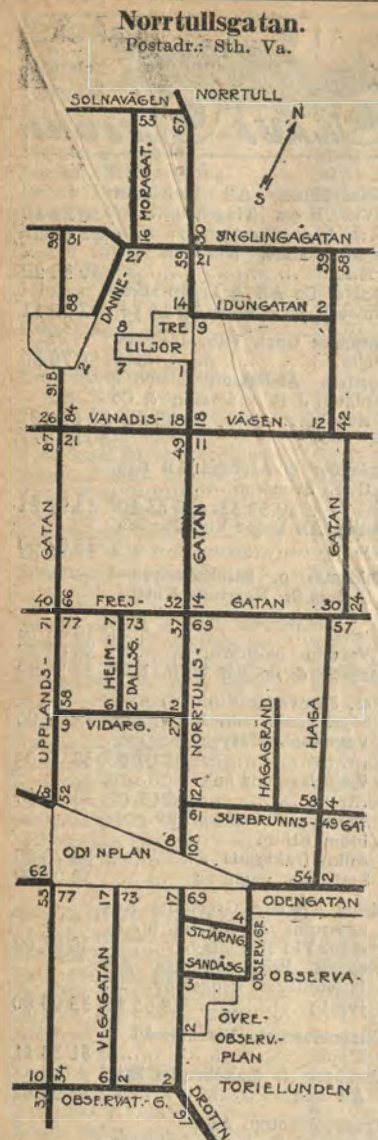 Norrtullsgatan.
Postadr.: Sth. Va.
SOLNAVÄGEN NORRTULL
53 67
N
S
MORAGAT.
39 31 16 30 YNGLINGAGATAN
27 59 21 39 58
DANNE-
88 14 IDUNGATAN 2
8 TRE 9
LILJOR
2 7 1
91B
26 84 VANADIS- 18 18 VÄGEN 12 42
87 21 49 11
GATAN GATAN GATAN
40 66 FREJ- 32 14 GATAN 30 24
71 77 7 73 37 69 57
UPPLANDS- HEIM- DALLSG. NORRTULLS- HAGAGRAND HAGA
58 6 2 2
9 VIDARG. 27
12A 58 4
52 61 SURBRUNNS- 49 GAT
8 10A
ODINPLAN
62 54 2
ODENGATAN
53 77 17 73 17 69
4
STJÄRNG. OBSERV. GR.
SANDÅSG.
VEGAGATAN 3 OBSERVA-
ÖVRE-
2 OBSERV.-
PLAN
10 34 6 2 2 TORIELUNDEN
37 OBSERVAT.-G. DROTTN